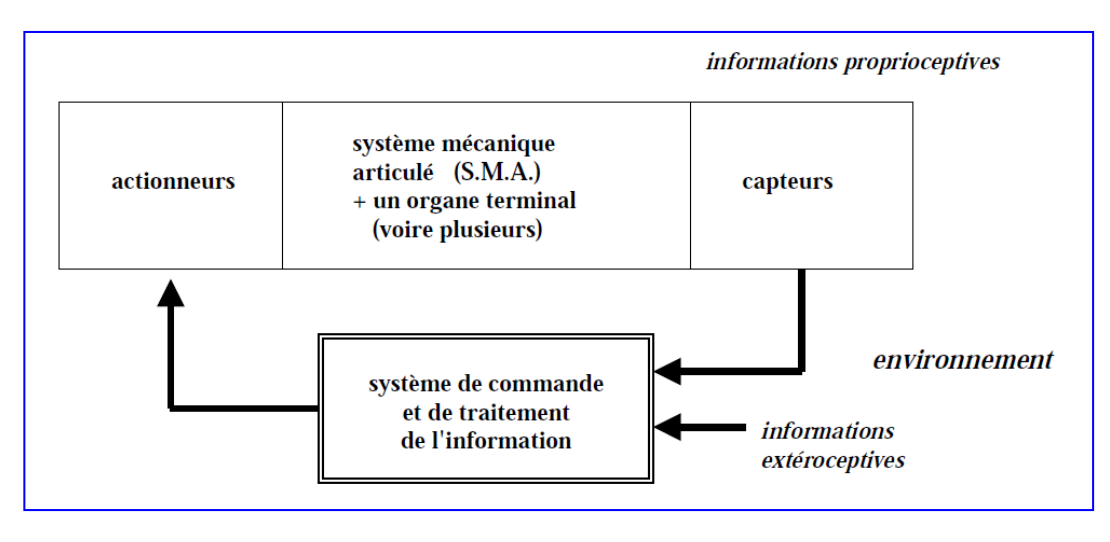 informations proprioceptives
actionneurs
système mécanique
articulé (S.M.A.)
+ un organe terminal
(voire plusieurs)
capteurs
environnement
système de commande
et de traitement
de l'information
informations
extéroceptives